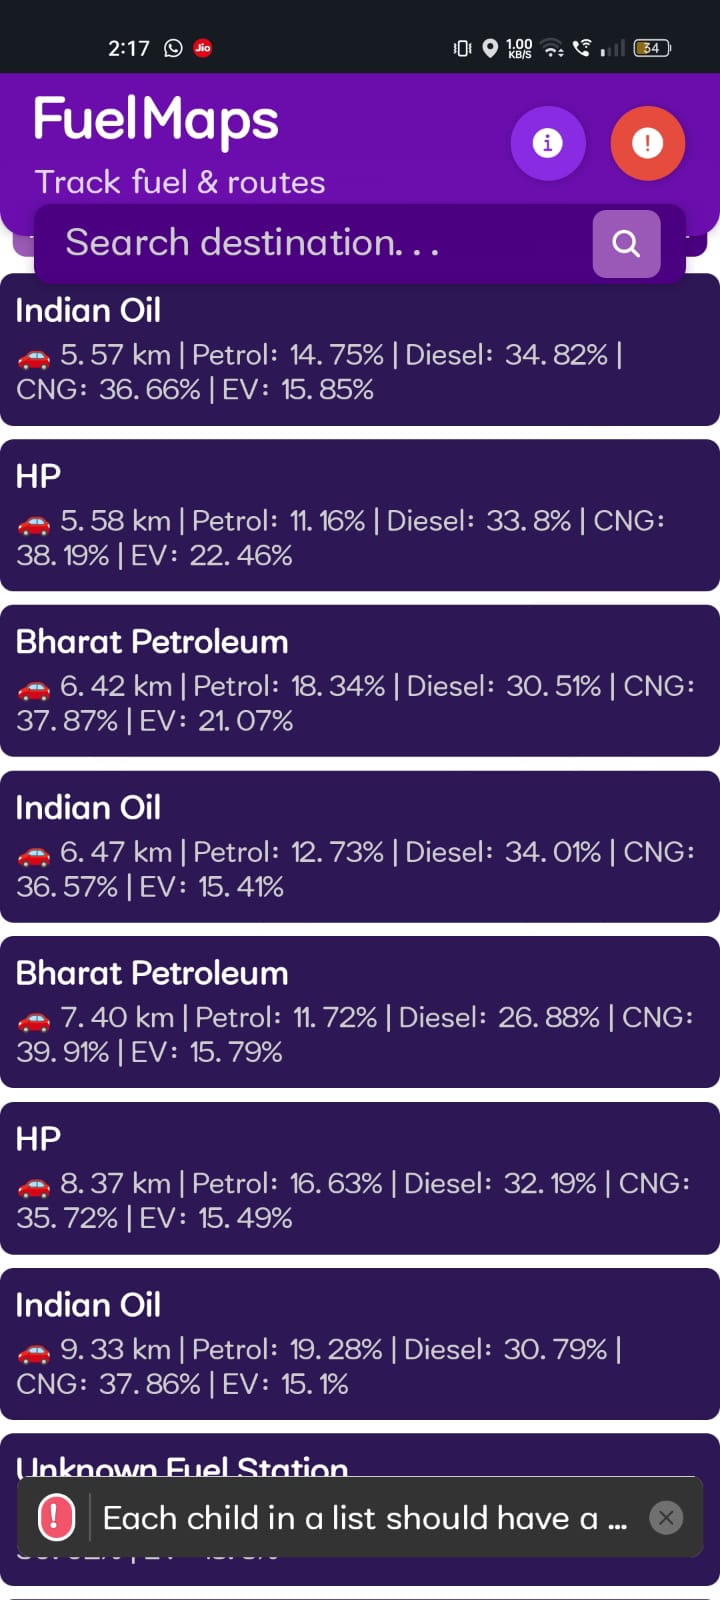 2:17 Jio 1.00 KB/S 34
FuelMaps
Track fuel & routes
Search destination...
Indian Oil
🚗 5.57 km | Petrol: 14.75% | Diesel: 34.82% |
CNG: 36.66% | EV: 15.85%
HP
🚗 5.58 km | Petrol: 11.16% | Diesel: 33.8% | CNG:
38.19% | EV: 22.46%
Bharat Petroleum
🚗 6.42 km | Petrol: 18.34% | Diesel: 30.51% | CNG:
37.87% | EV: 21.07%
Indian Oil
🚗 6.47 km | Petrol: 12.73% | Diesel: 34.01% | CNG:
36.57% | EV: 15.41%
Bharat Petroleum
🚗 7.40 km | Petrol: 11.72% | Diesel: 26.88% | CNG:
39.91% | EV: 15.79%
HP
🚗 8.37 km | Petrol: 16.63% | Diesel: 32.19% | CNG:
35.72% | EV: 15.49%
Indian Oil
🚗 9.33 km | Petrol: 19.28% | Diesel: 30.79% |
CNG: 37.86% | EV: 15.1%
Unknown Fuel Station
Each child in a list should have a ...